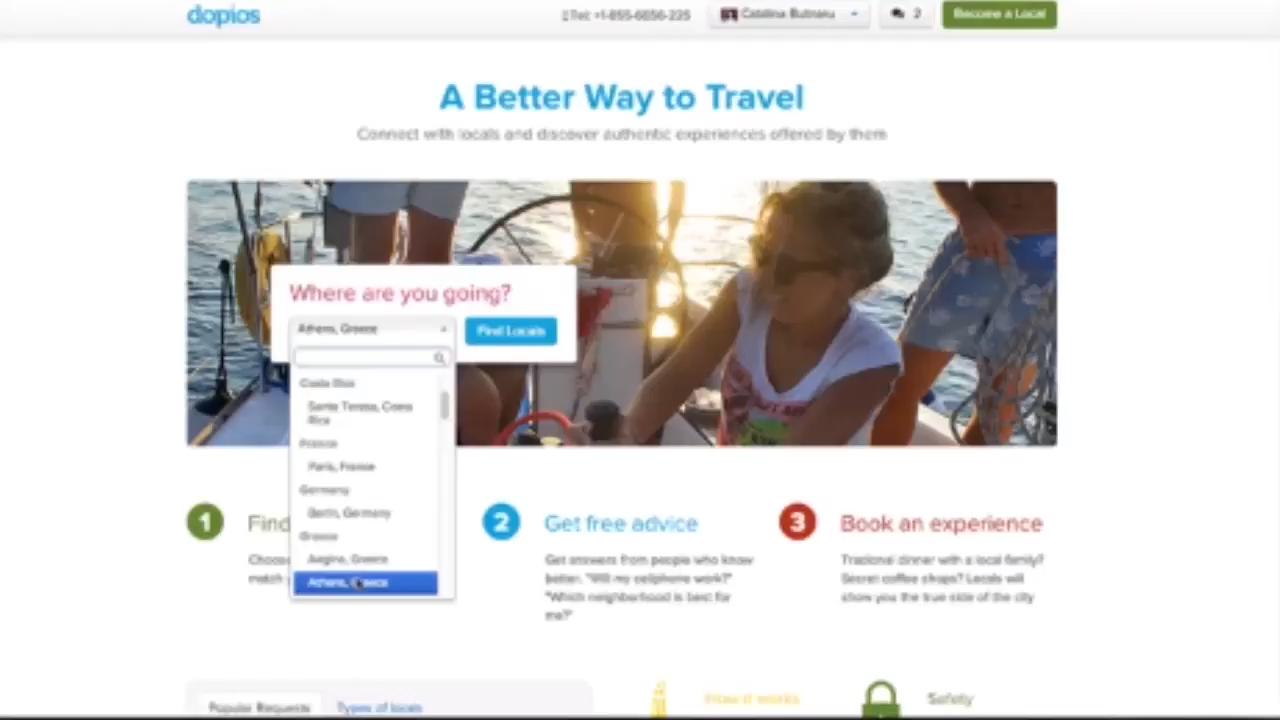 dopios
Tel: +1-855-6656-225
Catalina Butnaru
2
Become a Local
A Better Way to Travel
Connect with locals and discover authentic experiences offered by them
Where are you going?
Athens, Greece
Find Locals
Costa Rica
Santa Teresa, Costa
Rica
France
Paris, France
Germany
Berlin, Germany
Greece
Aegina, Greece
Athens, Greece
1
Find
Choose
match
2
Get free advice
Get answers from people who know
better. "Will my cellphone work?"
"Which neighborhood is best for
me?"
3
Book an experience
Tradional dinner with a local family?
Secret coffee shops? Locals will
show you the true side of the city
Popular Requests
Types of locals
How it works
Safety